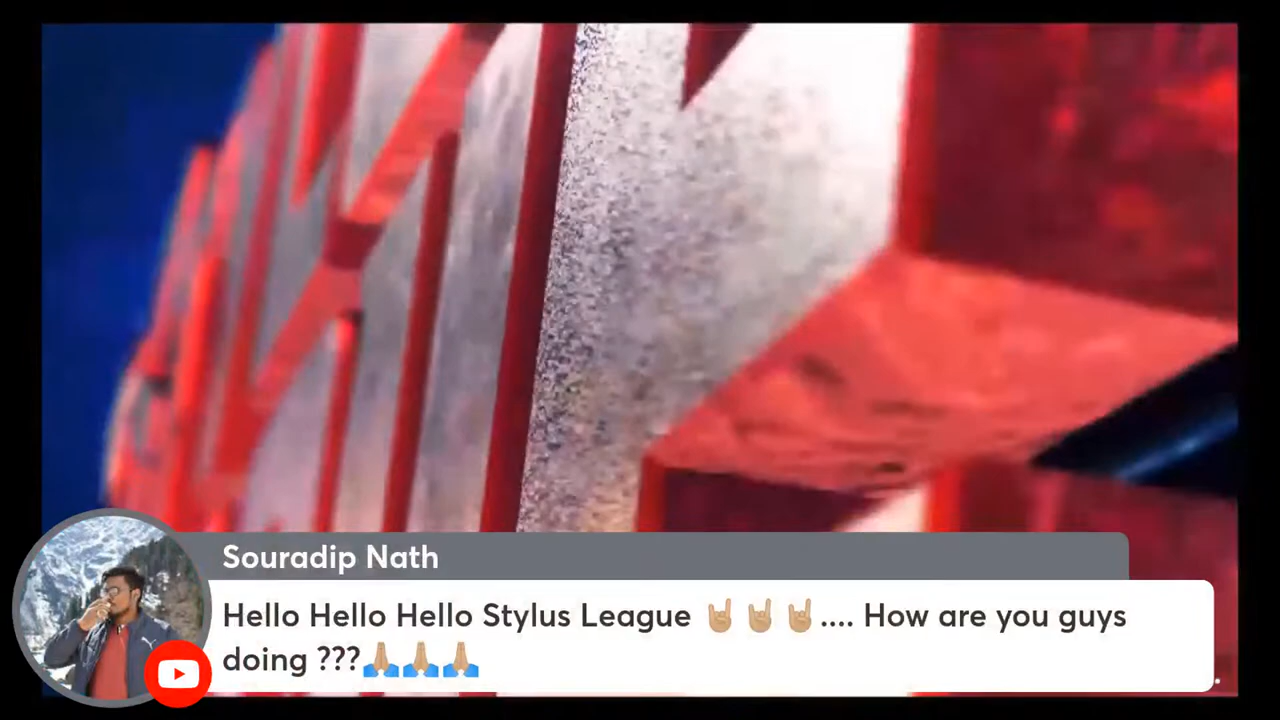 Souradip Nath
Hello Hello Hello Stylus League 🤘🏼🤘🏼🤘🏼.... How are you guys
doing ???🙏🏼🙏🏼🙏🏼